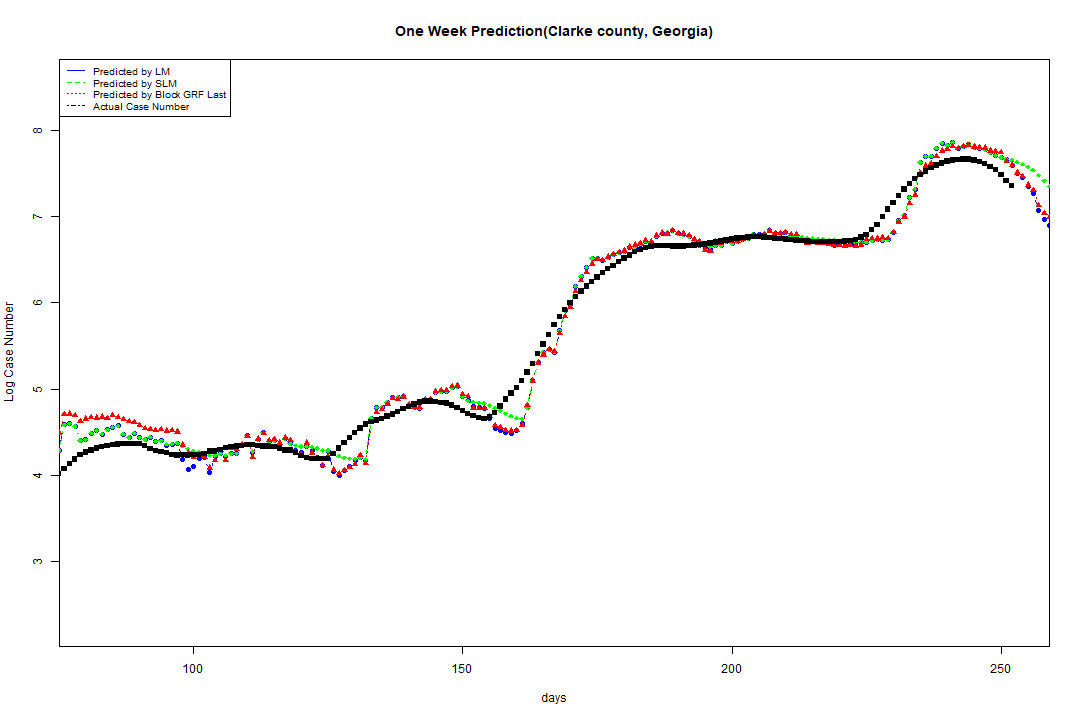 One Week Prediction(Clarke county, Georgia)
Predicted by LM
Predicted by SLM
Predicted by Block GRF Last
Actual Case Number
8
7
6
5
4
3
Log Case Number
100 150 200 250
days